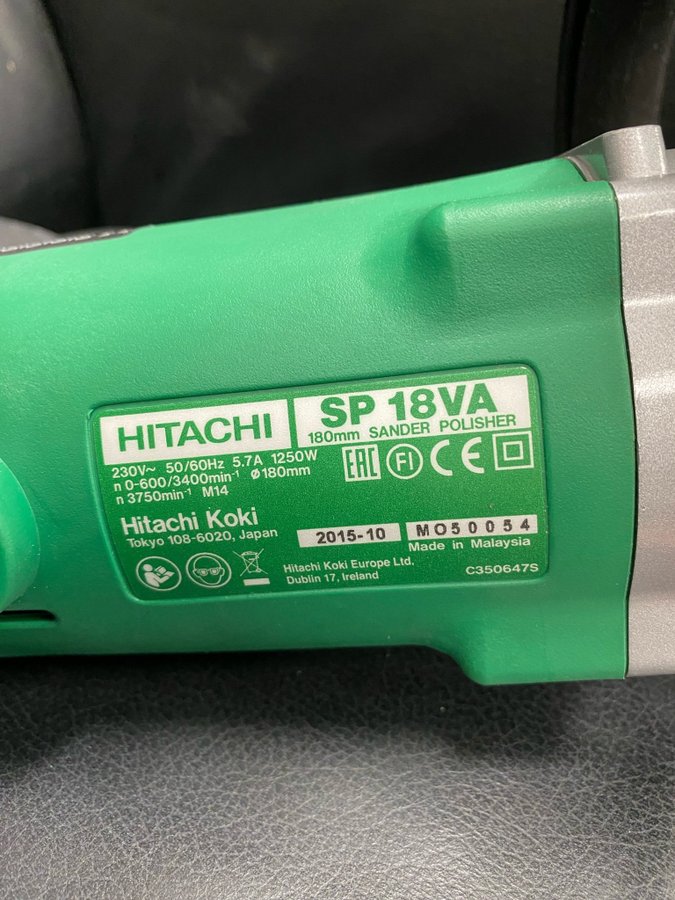 HITACHI
SP 18VA
180mm SANDER POLISHER
230V~ 50/60Hz 5.7A 1250W
n 0-600/3400min⁻¹ ø180mm
n 3750min⁻¹ M14
EAC FI CE
Hitachi Koki
Tokyo 108-6020, Japan
2015-10
M050054
Made in Malaysia
Hitachi Koki Europe Ltd.
Dublin 17, Ireland
C350647S